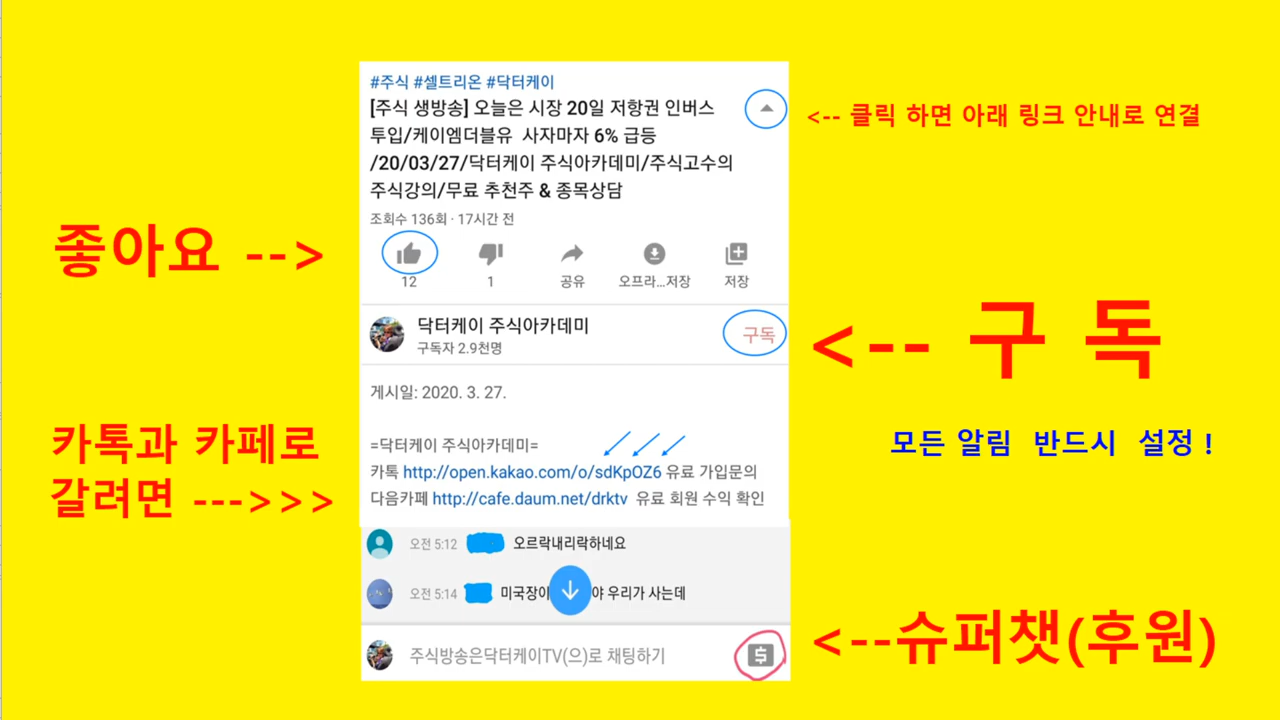 #주식 #셀트리온 #닥터케이
[주식 생방송] 오늘은 시장 20일 저항권 인버스
투입/케이엠더블유 사자마자 6% 급등
/20/03/27/닥터케이 주식아카데미/주식고수의
주식강의/무료 추천주 & 종목상담
조회수 136회 · 17시간 전
<-- 클릭 하면 아래 링크 안내로 연결
좋아요 -->
12
1
공유
오프라...저장
저장
닥터케이 주식아카데미
구독자 2.9천명
구독
<-- 구 독
게시일: 2020. 3. 27.
모든 알림 반드시 설정 !
카톡과 카페로
갈려면 --->>>
=닥터케이 주식아카데미=
카톡 http://open.kakao.com/o/sdKpOZ6 유료 가입문의
다음카페 http://cafe.daum.net/drktv 유료 회원 수익 확인
오전 5:12 오르락내리락하네요
오전 5:14 미국장이 야 우리가 사는데
주식방송은닥터케이TV(으)로 채팅하기
<--슈퍼챗(후원)